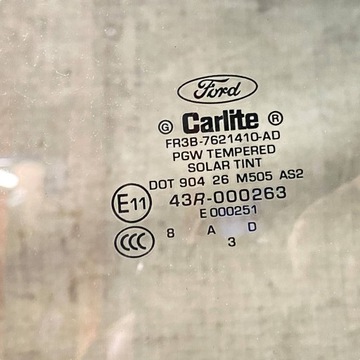 Ford
G Carlite ®
FR3B-7621410-AD
PGW TEMPERED
SOLAR TINT
DOT 904 26 M505 AS2
E11 43R-000263
E 000251
CCC 8 A D
3